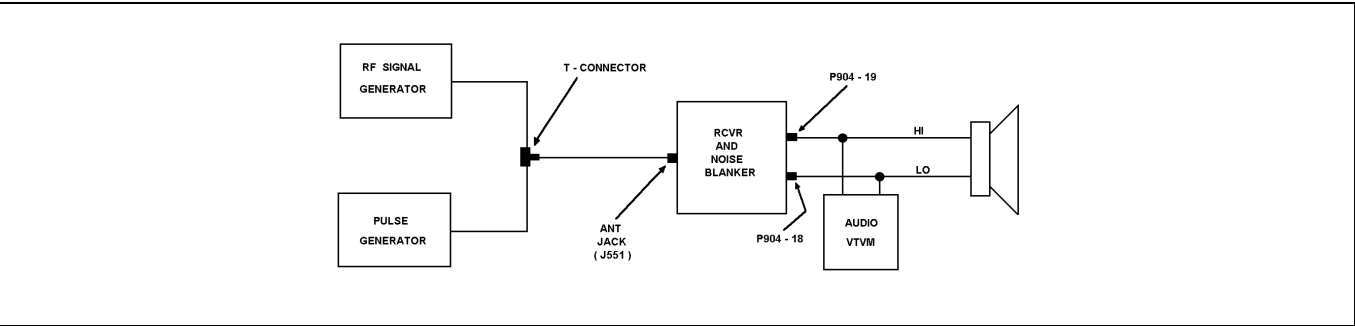 RF SIGNAL
GENERATOR
T - CONNECTOR
P904 - 19
RCVR
AND
NOISE
BLANKER
HI
LO
PULSE
GENERATOR
ANT
JACK
( J551 )
P904 - 18
AUDIO
VTVM